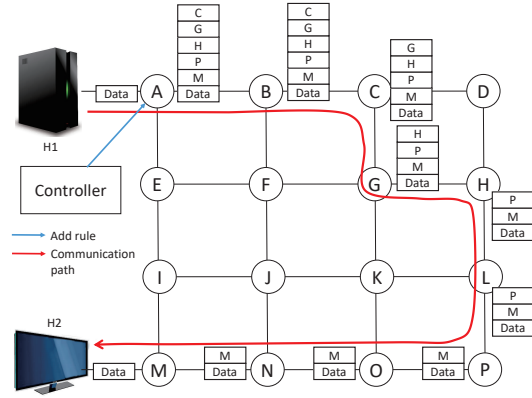 C
G
H
P
M
Data
C
G
H
P
M
Data
G
H
P
M
Data
Data
A
B
C
D
H1
Controller
H
P
M
Data
E
F
G
H
P
M
Data
Add rule
Communication
path
I
J
K
L
P
M
Data
H2
M
Data
M
Data
M
Data
Data
M
N
O
P